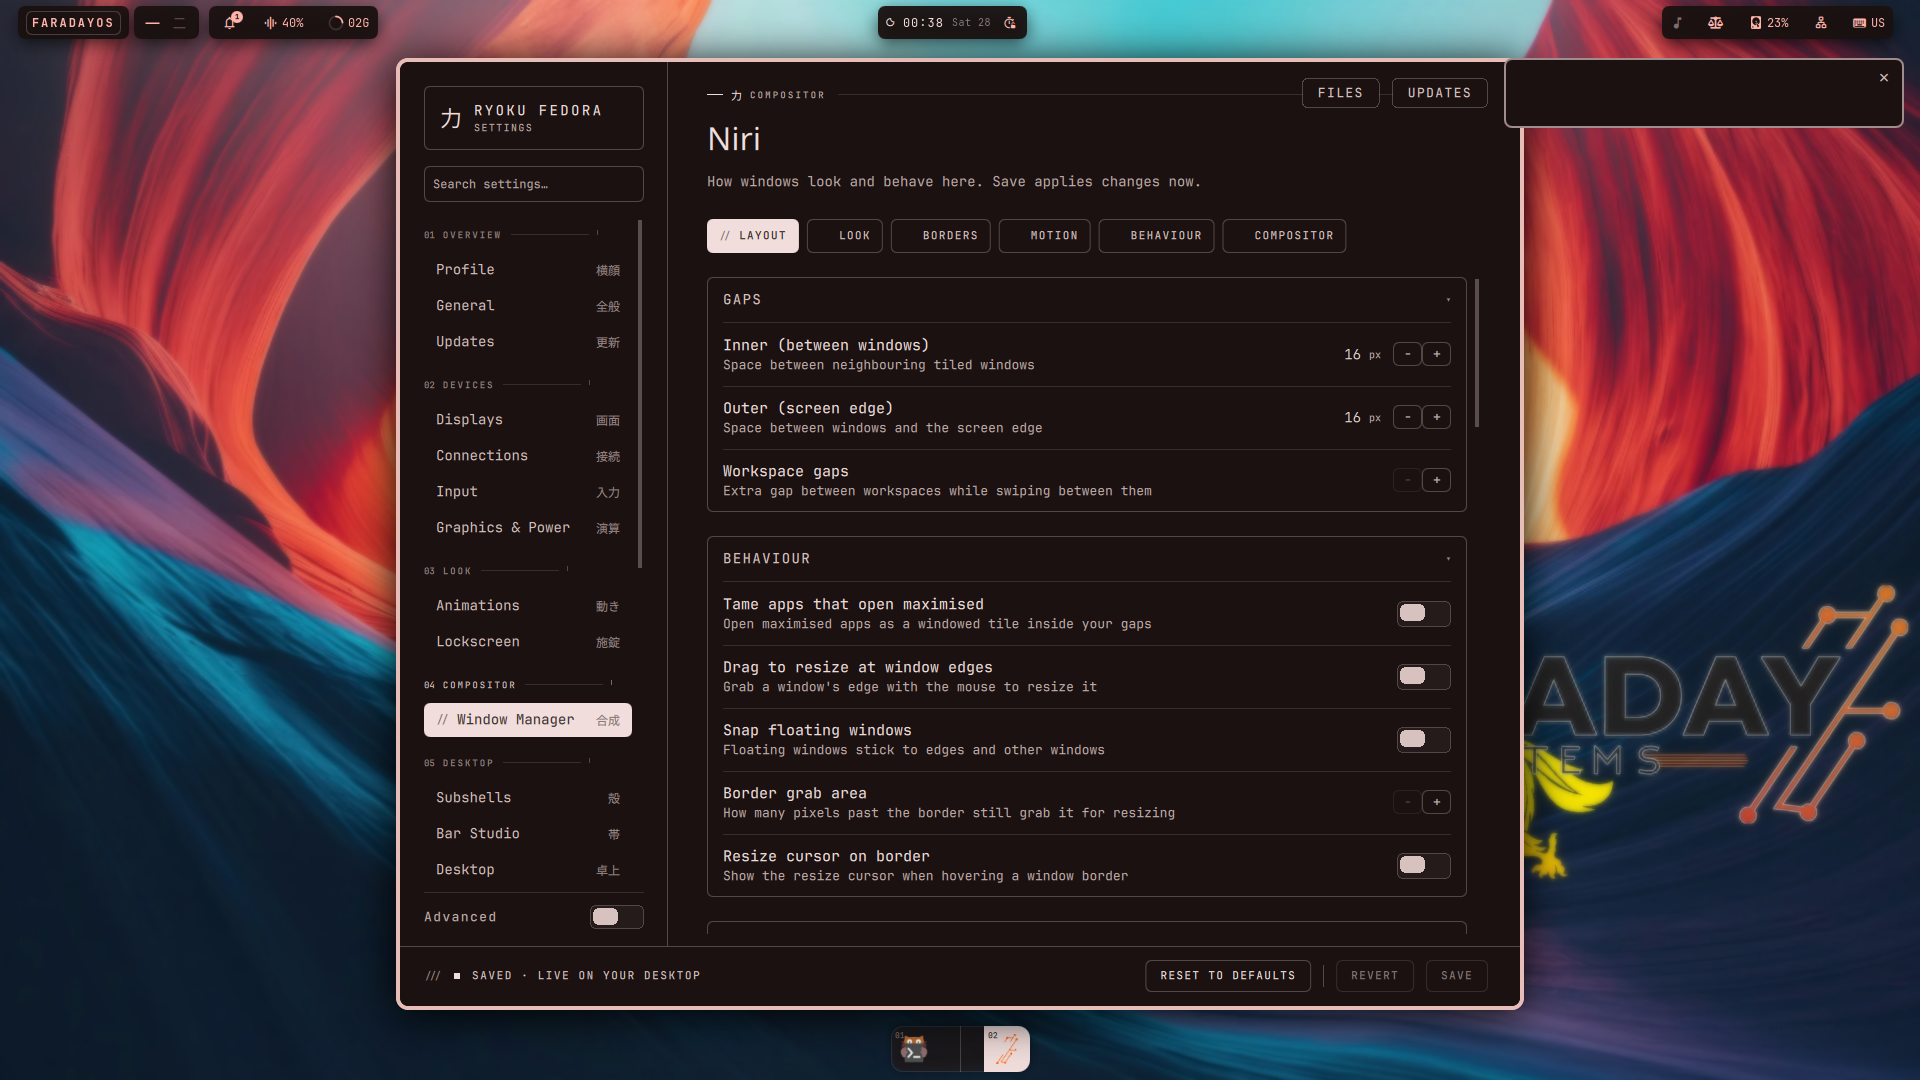 FARADAYOS
1
40%
02G
00:38 Sat 28
23%
US
力 RYOKU FEDORA
SETTINGS
Search settings…
01 OVERVIEW
Profile 横顔
General 全般
Updates 更新
02 DEVICES
Displays 画面
Connections 接続
Input 入力
Graphics & Power 演算
03 LOOK
Animations 動き
Lockscreen 施錠
04 COMPOSITOR
// Window Manager 合成
05 DESKTOP
Subshells 殻
Bar Studio 帯
Desktop 卓上
Advanced
力 COMPOSITOR
FILES
UPDATES
×
Niri
How windows look and behave here. Save applies changes now.
// LAYOUT
LOOK
BORDERS
MOTION
BEHAVIOUR
COMPOSITOR
GAPS
Inner (between windows)
Space between neighbouring tiled windows
16 px - +
Outer (screen edge)
Space between windows and the screen edge
16 px - +
Workspace gaps
Extra gap between workspaces while swiping between them
- +
BEHAVIOUR
Tame apps that open maximised
Open maximised apps as a windowed tile inside your gaps
Drag to resize at window edges
Grab a window's edge with the mouse to resize it
Snap floating windows
Floating windows stick to edges and other windows
Border grab area
How many pixels past the border still grab it for resizing
- +
Resize cursor on border
Show the resize cursor when hovering a window border
/// SAVED · LIVE ON YOUR DESKTOP
RESET TO DEFAULTS
REVERT
SAVE
ADAY
TEMS
01
02